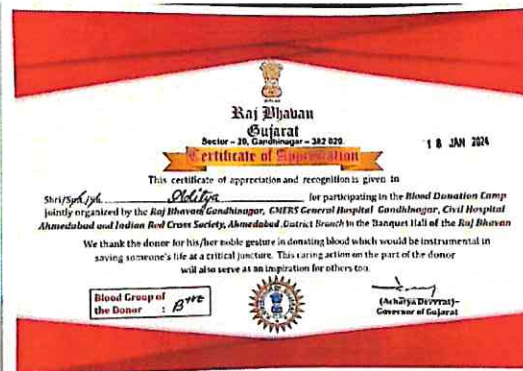 Raj Bhavan
Gujarat
Sector - 20, Gandhinagar - 382 020.
18 JAN 2024
Certificate of Appreciation
This certificate of appreciation and recognition is given to
Shri/Smt./Ms. Aditya for participating in the Blood Donation Camp
jointly organized by the Raj Bhavan Gandhinagar, GMERS General Hospital Gandhinagar, Civil Hospital
Ahmedabad and Indian Red Cross Society, Ahmedabad District Branch in the Banquet Hall of the Raj Bhavan
We thank the donor for his/her noble gesture in donating blood which would be instrumental in
saving someone's life at a critical juncture. This caring action on the part of the donor
will also serve as an inspiration for others too.
Blood Group of
the Donor : B+ve
(Acharya Devvrat)
Governor of Gujarat